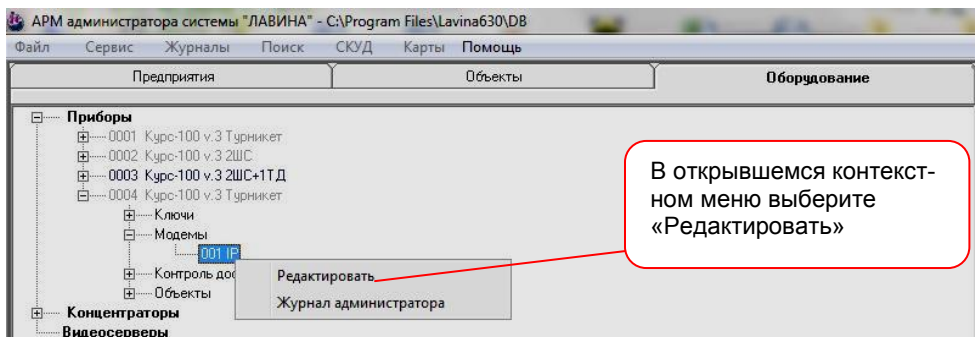 АРМ администратора системы "ЛАВИНА" - C:\Program Files\Lavina630\DB
Файл Сервис Журналы Поиск СКУД Карты Помощь
Предприятия Объекты Оборудование
Приборы
0001 Курс-100 v.3 Турникет
0002 Курс-100 v.3 2ШС
0003 Курс-100 v.3 2ШС+1ТД
0004 Курс-100 v.3 Турникет
Ключи
Модемы
001 IP
Контроль дос
Объекты
Концентраторы
Видеосерверы
Редактировать
Журнал администратора
В открывшемся контекст-
ном меню выберите
«Редактировать»